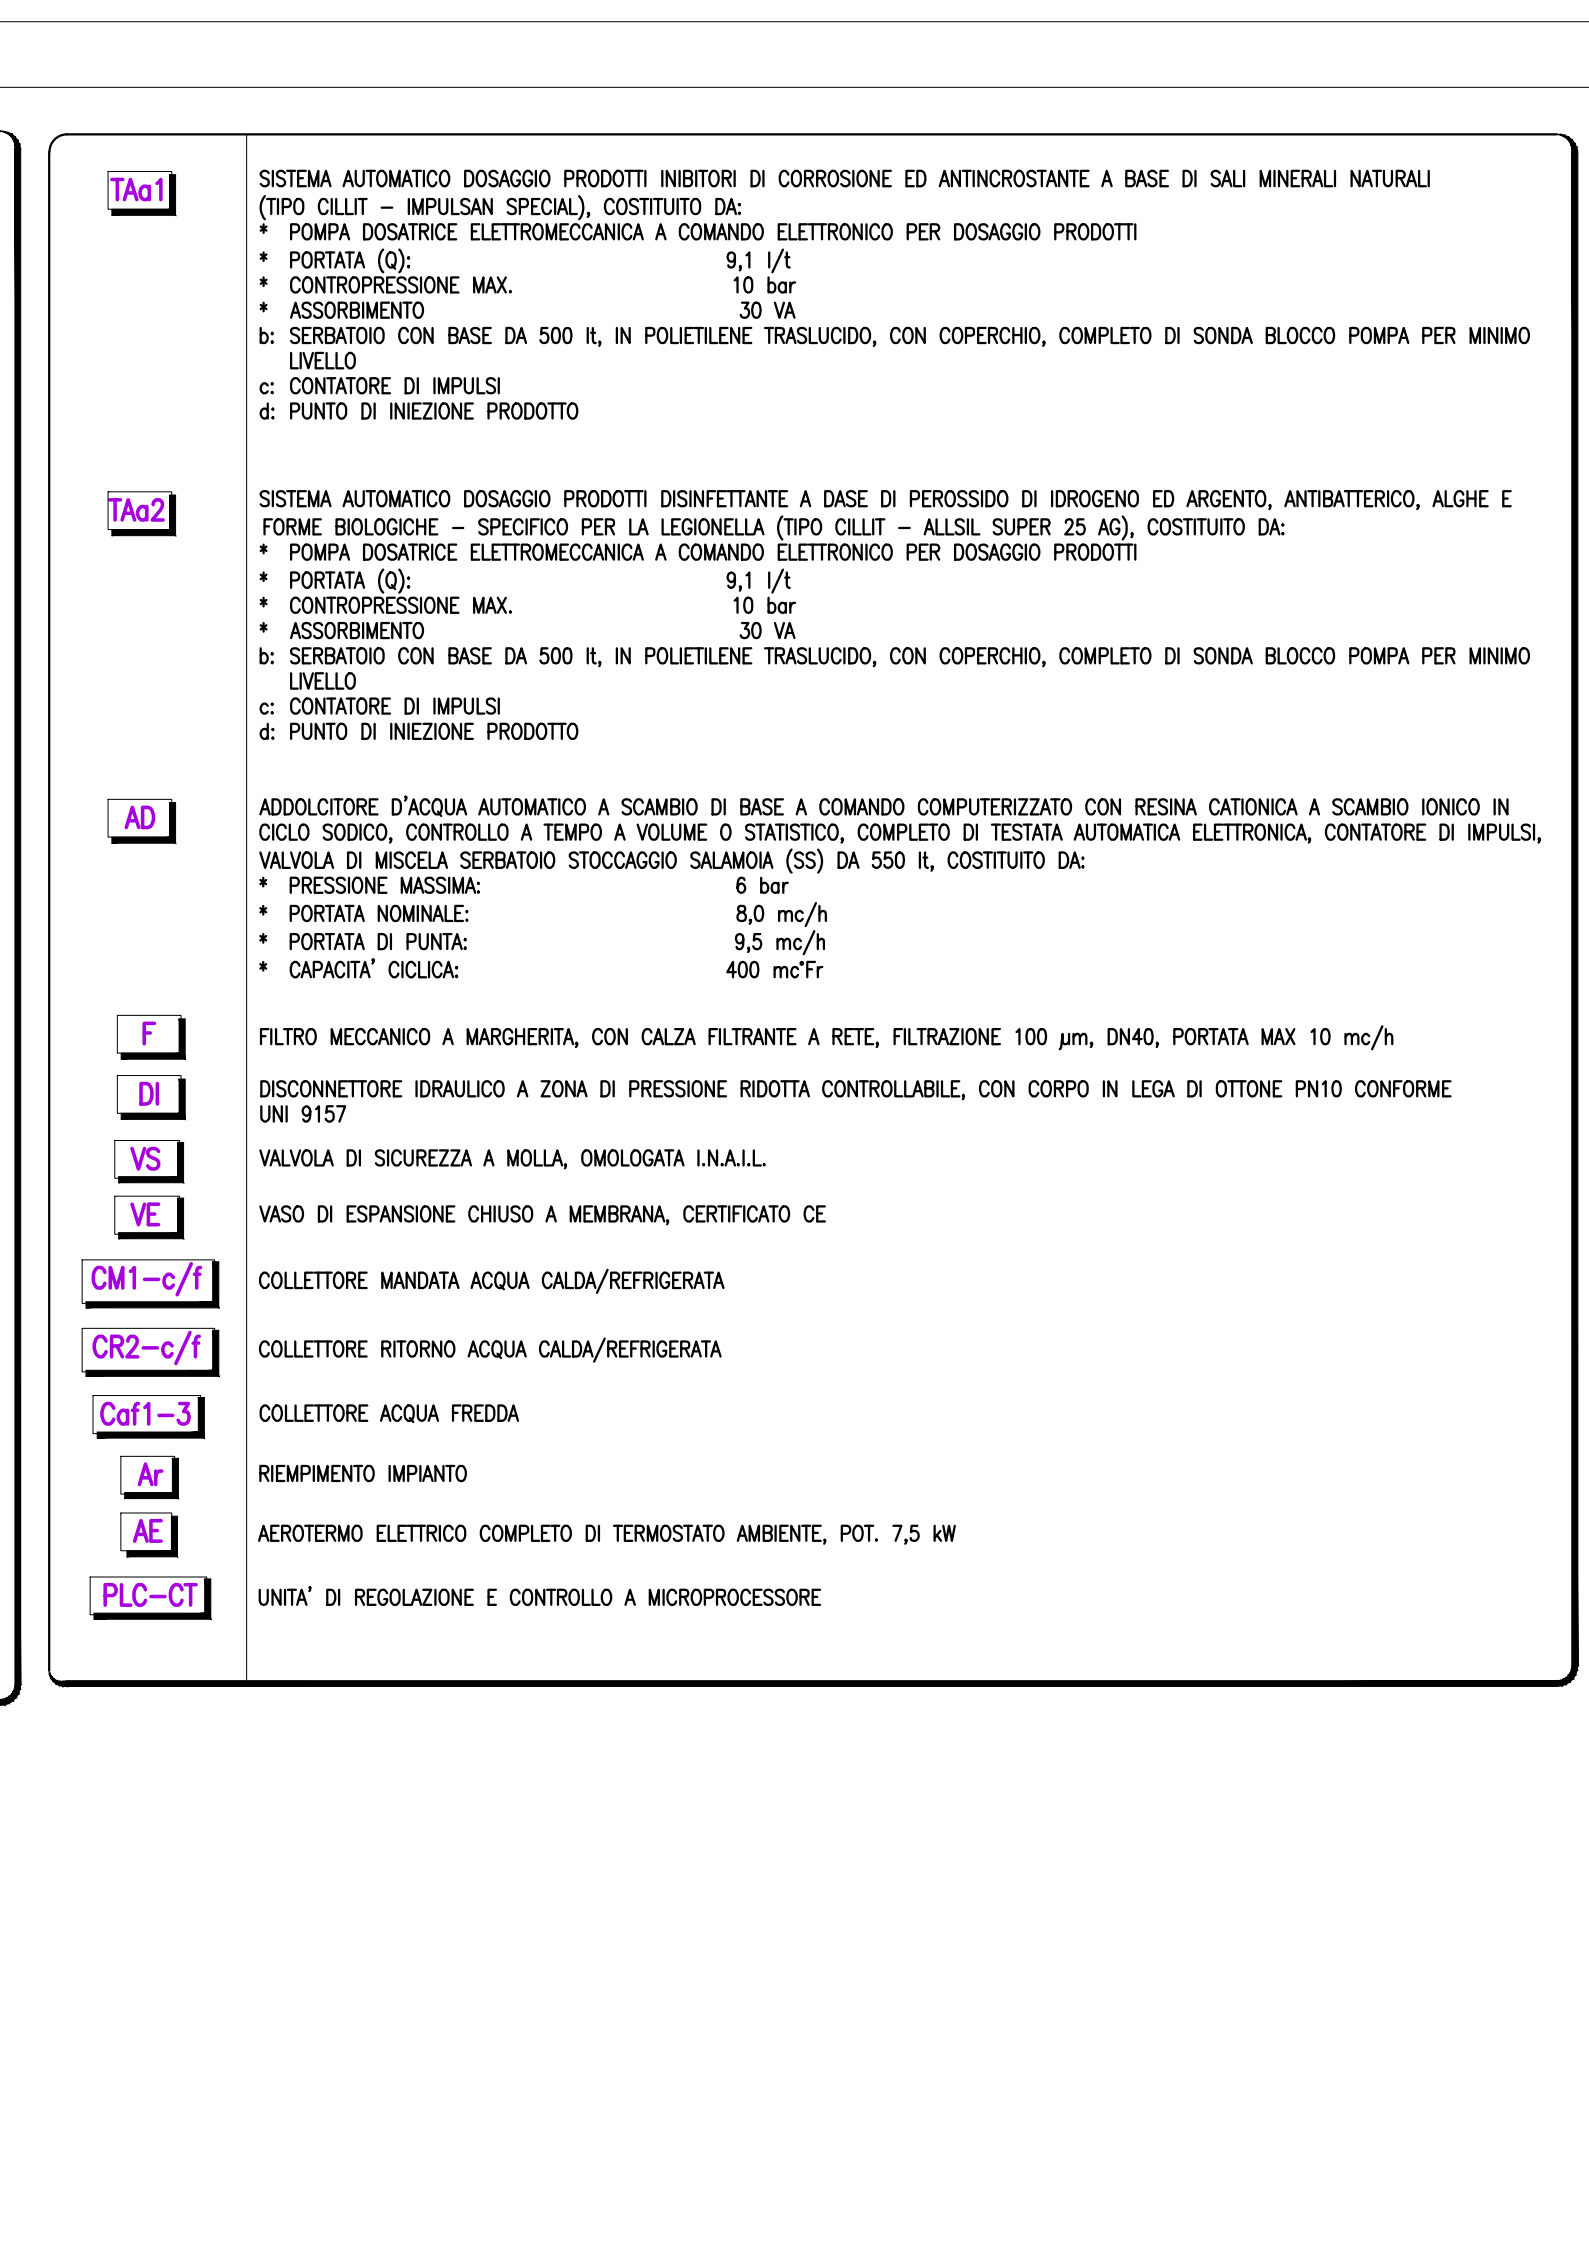 TAa1
SISTEMA AUTOMATICO DOSAGGIO PRODOTTI INIBITORI DI CORROSIONE ED ANTINCROSTANTE A BASE DI SALI MINERALI NATURALI
(TIPO CILLIT – IMPULSAN SPECIAL), COSTITUITO DA:
* POMPA DOSATRICE ELETTROMECCANICA A COMANDO ELETTRONICO PER DOSAGGIO PRODOTTI
* PORTATA (Q): 9,1 l/t
* CONTROPRESSIONE MAX. 10 bar
* ASSORBIMENTO 30 VA
b: SERBATOIO CON BASE DA 500 lt, IN POLIETILENE TRASLUCIDO, CON COPERCHIO, COMPLETO DI SONDA BLOCCO POMPA PER MINIMO
LIVELLO
c: CONTATORE DI IMPULSI
d: PUNTO DI INIEZIONE PRODOTTO
TAa2
SISTEMA AUTOMATICO DOSAGGIO PRODOTTI DISINFETTANTE A DASE DI PEROSSIDO DI IDROGENO ED ARGENTO, ANTIBATTERICO, ALGHE E
FORME BIOLOGICHE – SPECIFICO PER LA LEGIONELLA (TIPO CILLIT – ALLSIL SUPER 25 AG), COSTITUITO DA:
* POMPA DOSATRICE ELETTROMECCANICA A COMANDO ELETTRONICO PER DOSAGGIO PRODOTTI
* PORTATA (Q): 9,1 l/t
* CONTROPRESSIONE MAX. 10 bar
* ASSORBIMENTO 30 VA
b: SERBATOIO CON BASE DA 500 lt, IN POLIETILENE TRASLUCIDO, CON COPERCHIO, COMPLETO DI SONDA BLOCCO POMPA PER MINIMO
LIVELLO
c: CONTATORE DI IMPULSI
d: PUNTO DI INIEZIONE PRODOTTO
AD
ADDOLCITORE D'ACQUA AUTOMATICO A SCAMBIO DI BASE A COMANDO COMPUTERIZZATO CON RESINA CATIONICA A SCAMBIO IONICO IN
CICLO SODICO, CONTROLLO A TEMPO A VOLUME O STATISTICO, COMPLETO DI TESTATA AUTOMATICA ELETTRONICA, CONTATORE DI IMPULSI,
VALVOLA DI MISCELA SERBATOIO STOCCAGGIO SALAMOIA (SS) DA 550 lt, COSTITUITO DA:
* PRESSIONE MASSIMA: 6 bar
* PORTATA NOMINALE: 8,0 mc/h
* PORTATA DI PUNTA: 9,5 mc/h
* CAPACITA' CICLICA: 400 mc°Fr
F
FILTRO MECCANICO A MARGHERITA, CON CALZA FILTRANTE A RETE, FILTRAZIONE 100 µm, DN40, PORTATA MAX 10 mc/h
DI
DISCONNETTORE IDRAULICO A ZONA DI PRESSIONE RIDOTTA CONTROLLABILE, CON CORPO IN LEGA DI OTTONE PN10 CONFORME
UNI 9157
VS
VALVOLA DI SICUREZZA A MOLLA, OMOLOGATA I.N.A.I.L.
VE
VASO DI ESPANSIONE CHIUSO A MEMBRANA, CERTIFICATO CE
CM1–c/f
COLLETTORE MANDATA ACQUA CALDA/REFRIGERATA
CR2–c/f
COLLETTORE RITORNO ACQUA CALDA/REFRIGERATA
Caf1–3
COLLETTORE ACQUA FREDDA
Ar
RIEMPIMENTO IMPIANTO
AE
AEROTERMO ELETTRICO COMPLETO DI TERMOSTATO AMBIENTE, POT. 7,5 kW
PLC–CT
UNITA' DI REGOLAZIONE E CONTROLLO A MICROPROCESSORE